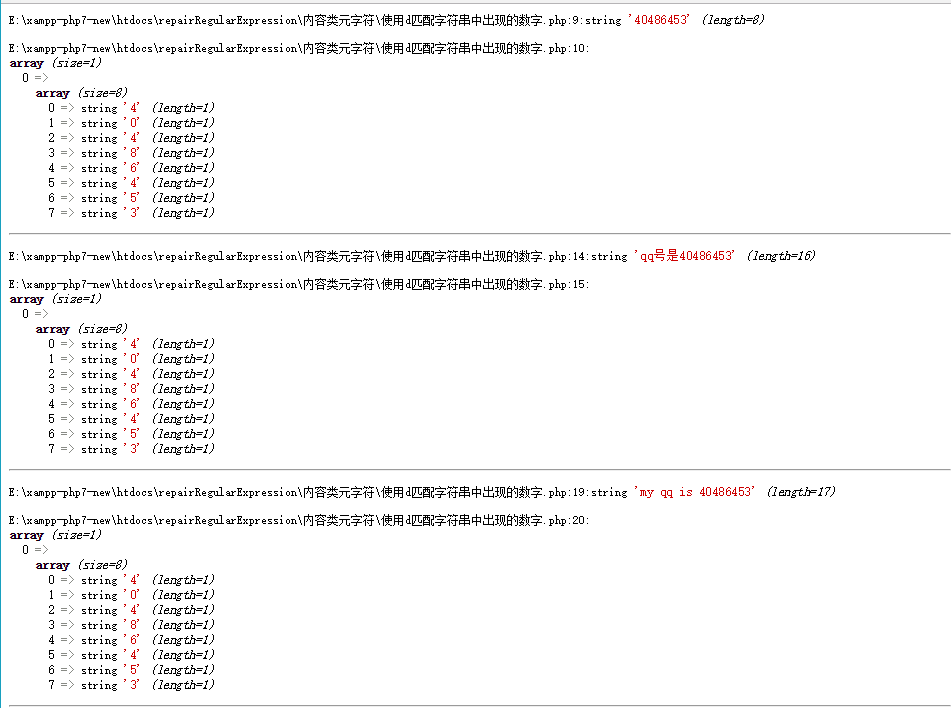 E:\xampp-php7-new\htdocs\repairRegularExpression\内容类元字符\使用d匹配字符串中出现的数字.php:9:string '40486453' (length=8)
E:\xampp-php7-new\htdocs\repairRegularExpression\内容类元字符\使用d匹配字符串中出现的数字.php:10:
array (size=1)
0 =>
array (size=8)
0 => string '4' (length=1)
1 => string '0' (length=1)
2 => string '4' (length=1)
3 => string '8' (length=1)
4 => string '6' (length=1)
5 => string '4' (length=1)
6 => string '5' (length=1)
7 => string '3' (length=1)
E:\xampp-php7-new\htdocs\repairRegularExpression\内容类元字符\使用d匹配字符串中出现的数字.php:14:string 'qq号是40486453' (length=16)
E:\xampp-php7-new\htdocs\repairRegularExpression\内容类元字符\使用d匹配字符串中出现的数字.php:15:
array (size=1)
0 =>
array (size=8)
0 => string '4' (length=1)
1 => string '0' (length=1)
2 => string '4' (length=1)
3 => string '8' (length=1)
4 => string '6' (length=1)
5 => string '4' (length=1)
6 => string '5' (length=1)
7 => string '3' (length=1)
E:\xampp-php7-new\htdocs\repairRegularExpression\内容类元字符\使用d匹配字符串中出现的数字.php:19:string 'my qq is 40486453' (length=17)
E:\xampp-php7-new\htdocs\repairRegularExpression\内容类元字符\使用d匹配字符串中出现的数字.php:20:
array (size=1)
0 =>
array (size=8)
0 => string '4' (length=1)
1 => string '0' (length=1)
2 => string '4' (length=1)
3 => string '8' (length=1)
4 => string '6' (length=1)
5 => string '4' (length=1)
6 => string '5' (length=1)
7 => string '3' (length=1)